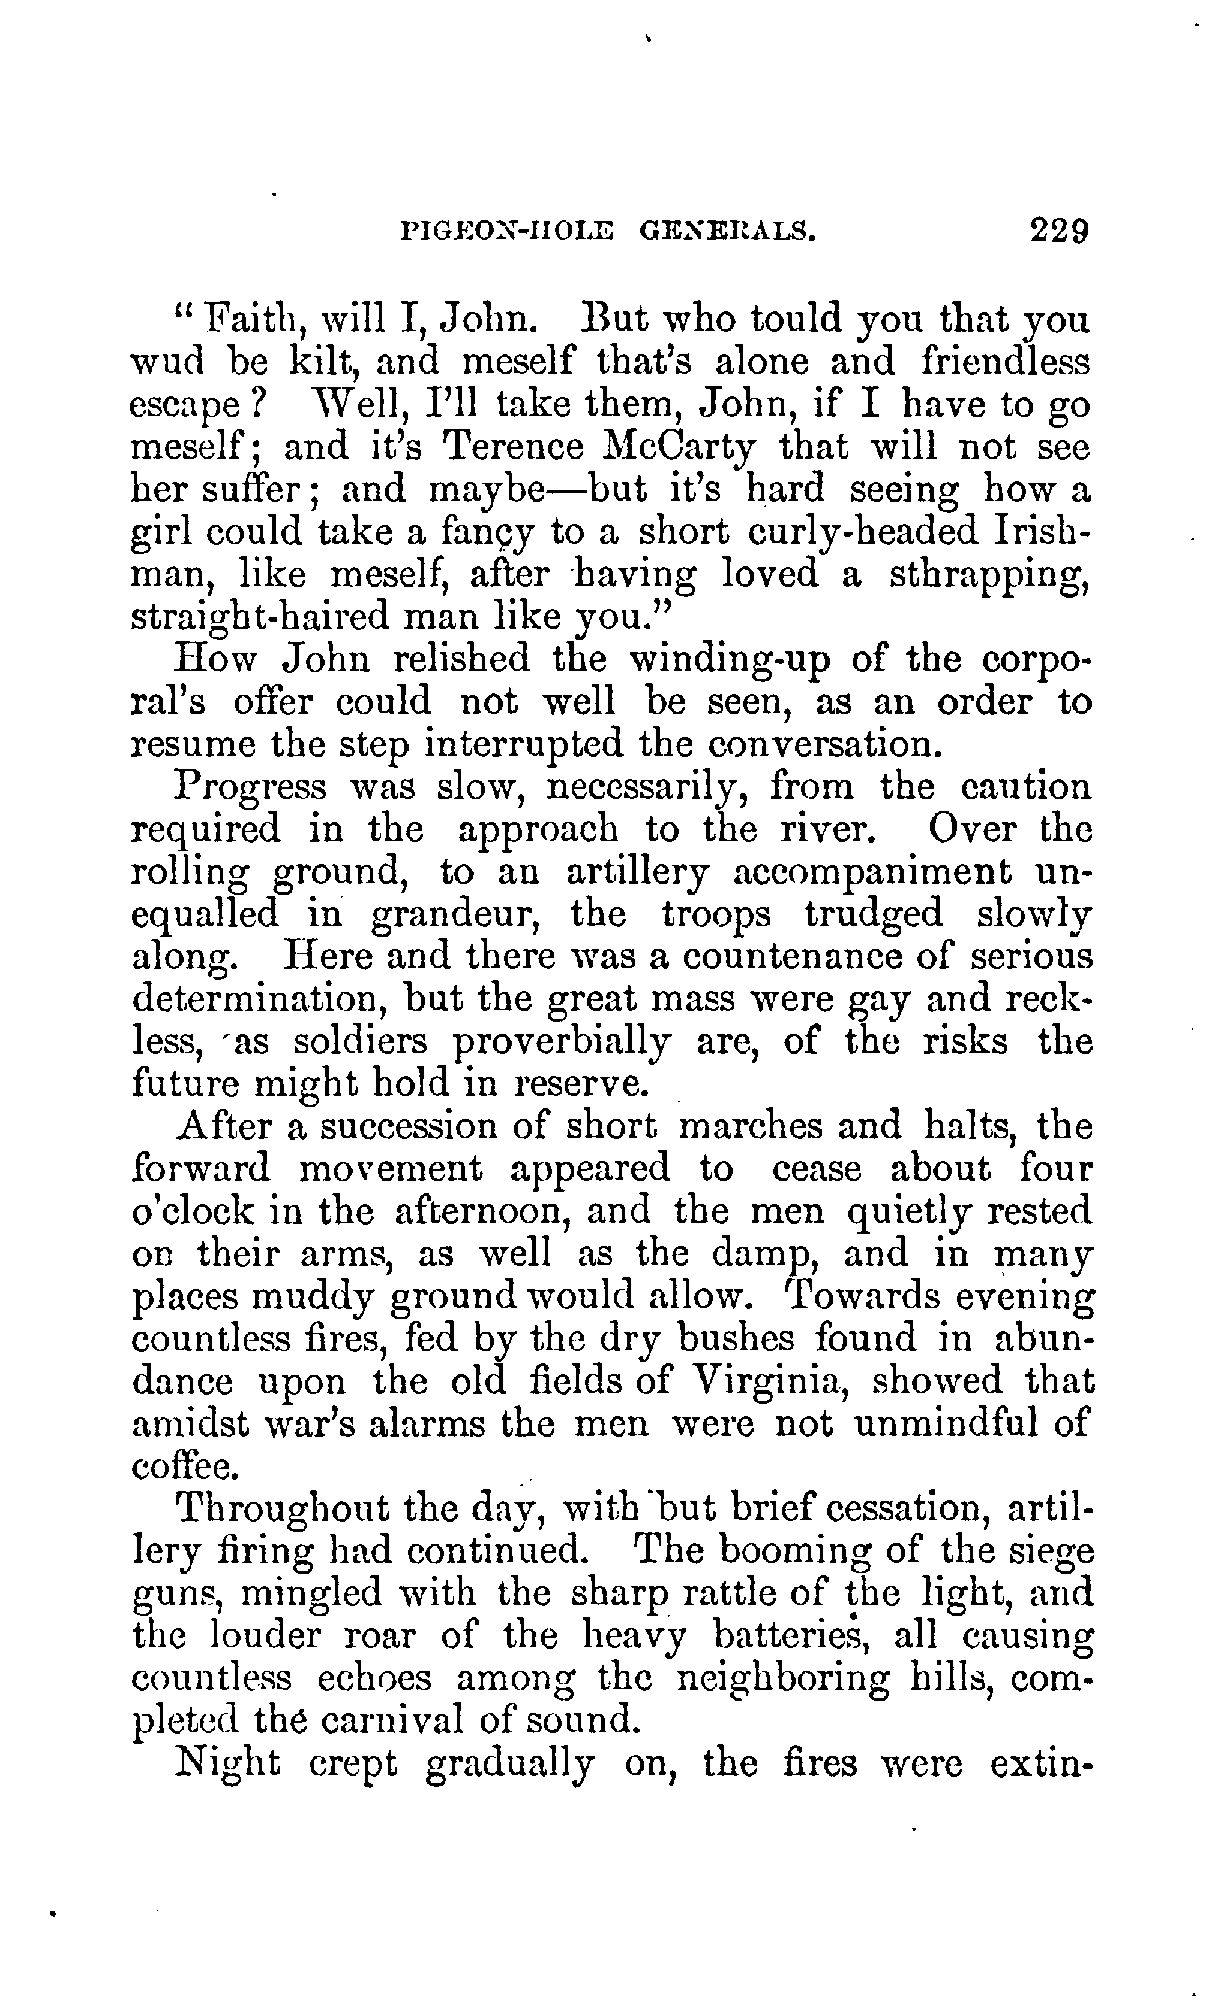 PIGEON-HOLE GENERALS. 229
"Faith, will I, John. But who tould you that you
wud be kilt, and meself that's alone and friendless
escape? Well, I'll take them, John, if I have to go
meself; and it's Terence McCarty that will not see
her suffer; and maybe—but it's hard seeing how a
girl could take a fancy to a short curly-headed Irish-
man, like meself, after having loved a sthrapping,
straight-haired man like you."
How John relished the winding-up of the corpo-
ral's offer could not well be seen, as an order to
resume the step interrupted the conversation.
Progress was slow, necessarily, from the caution
required in the approach to the river. Over the
rolling ground, to an artillery accompaniment un-
equalled in grandeur, the troops trudged slowly
along. Here and there was a countenance of serious
determination, but the great mass were gay and reck-
less, as soldiers proverbially are, of the risks the
future might hold in reserve.
After a succession of short marches and halts, the
forward movement appeared to cease about four
o'clock in the afternoon, and the men quietly rested
on their arms, as well as the damp, and in many
places muddy ground would allow. Towards evening
countless fires, fed by the dry bushes found in abun-
dance upon the old fields of Virginia, showed that
amidst war's alarms the men were not unmindful of
coffee.
Throughout the day, with but brief cessation, artil-
lery firing had continued. The booming of the siege
guns, mingled with the sharp rattle of the light, and
the louder roar of the heavy batteries, all causing
countless echoes among the neighboring hills, com-
pleted the carnival of sound.
Night crept gradually on, the fires were extin-